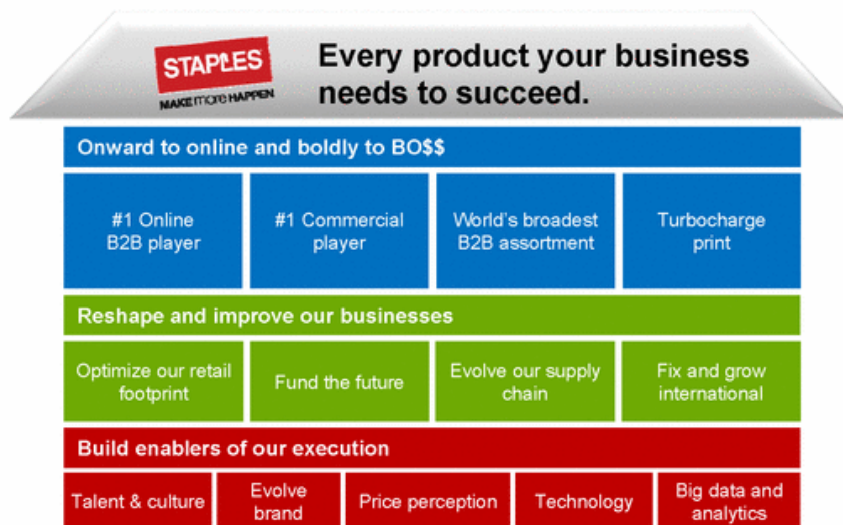 STAPLES
MAKE more HAPPEN
Every product your business
needs to succeed.
Onward to online and boldly to BO$$
#1 Online
B2B player
#1 Commercial
player
World's broadest
B2B assortment
Turbocharge
print
Reshape and improve our businesses
Optimize our retail
footprint
Fund the future
Evolve our supply
chain
Fix and grow
international
Build enablers of our execution
Talent & culture
Evolve
brand
Price perception
Technology
Big data and
analytics